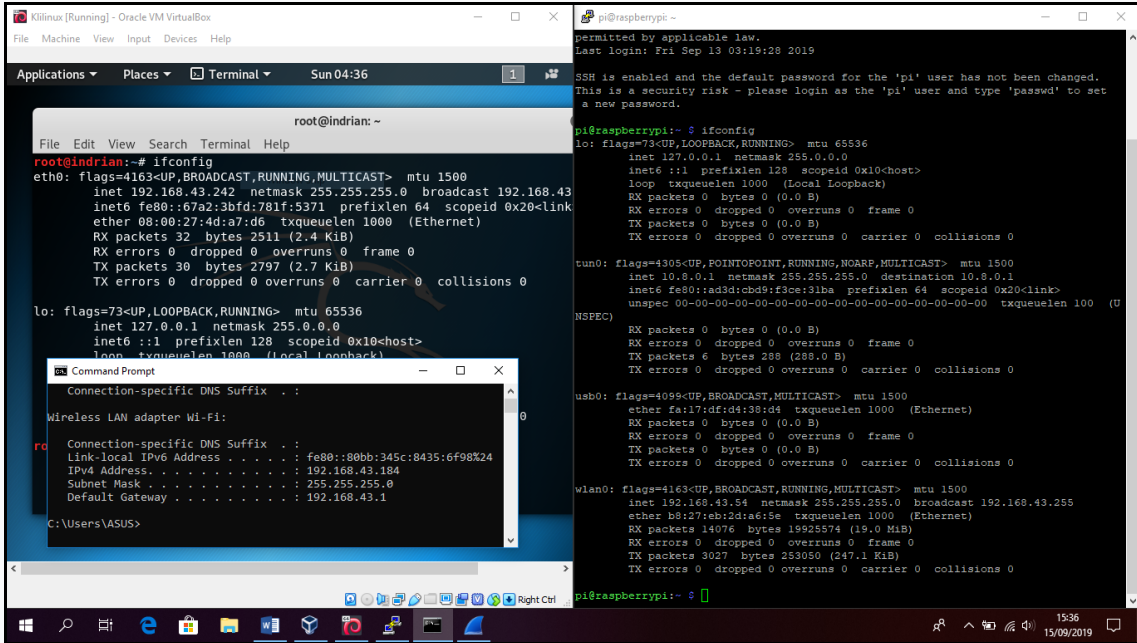 Klilinux [Running] - Oracle VM VirtualBox
File Machine View Input Devices Help
Applications Places Terminal Sun 04:36 1
root@indrian: ~
File Edit View Search Terminal Help
root@indrian:~# ifconfig
eth0: flags=4163<UP,BROADCAST,RUNNING,MULTICAST> mtu 1500
inet 192.168.43.242 netmask 255.255.255.0 broadcast 192.168.43
inet6 fe80::67a2:3bfd:781f:5371 prefixlen 64 scopeid 0x20<link
ether 08:00:27:4d:a7:d6 txqueuelen 1000 (Ethernet)
RX packets 32 bytes 2511 (2.4 KiB)
RX errors 0 dropped 0 overruns 0 frame 0
TX packets 30 bytes 2797 (2.7 KiB)
TX errors 0 dropped 0 overruns 0 carrier 0 collisions 0
lo: flags=73<UP,LOOPBACK,RUNNING> mtu 65536
inet 127.0.0.1 netmask 255.0.0.0
inet6 ::1 prefixlen 128 scopeid 0x10<host>
loop txqueuelen 1000 (Local Loopback)
0
ro
Command Prompt
Connection-specific DNS Suffix . :
Wireless LAN adapter Wi-Fi:
Connection-specific DNS Suffix . :
Link-local IPv6 Address . . . . . : fe80::80bb:345c:8435:6f98%24
IPv4 Address. . . . . . . . . . . : 192.168.43.184
Subnet Mask . . . . . . . . . . . : 255.255.255.0
Default Gateway . . . . . . . . . : 192.168.43.1
C:\Users\ASUS>
Right Ctrl
pi@raspberrypi: ~
permitted by applicable law.
Last login: Fri Sep 13 03:19:28 2019
SSH is enabled and the default password for the 'pi' user has not been changed.
This is a security risk - please login as the 'pi' user and type 'passwd' to set
a new password.
pi@raspberrypi:~ $ ifconfig
lo: flags=73<UP,LOOPBACK,RUNNING> mtu 65536
inet 127.0.0.1 netmask 255.0.0.0
inet6 ::1 prefixlen 128 scopeid 0x10<host>
loop txqueuelen 1000 (Local Loopback)
RX packets 0 bytes 0 (0.0 B)
RX errors 0 dropped 0 overruns 0 frame 0
TX packets 0 bytes 0 (0.0 B)
TX errors 0 dropped 0 overruns 0 carrier 0 collisions 0
tun0: flags=4305<UP,POINTOPOINT,RUNNING,NOARP,MULTICAST> mtu 1500
inet 10.8.0.1 netmask 255.255.255.0 destination 10.8.0.1
inet6 fe80::ad3d:cbd9:f3ce:31ba prefixlen 64 scopeid 0x20<link>
unspec 00-00-00-00-00-00-00-00-00-00-00-00-00-00-00-00 txqueuelen 100 (U
NSPEC)
RX packets 0 bytes 0 (0.0 B)
RX errors 0 dropped 0 overruns 0 frame 0
TX packets 6 bytes 288 (288.0 B)
TX errors 0 dropped 0 overruns 0 carrier 0 collisions 0
usb0: flags=4099<UP,BROADCAST,MULTICAST> mtu 1500
ether fa:17:df:d4:38:d4 txqueuelen 1000 (Ethernet)
RX packets 0 bytes 0 (0.0 B)
RX errors 0 dropped 0 overruns 0 frame 0
TX packets 0 bytes 0 (0.0 B)
TX errors 0 dropped 0 overruns 0 carrier 0 collisions 0
wlan0: flags=4163<UP,BROADCAST,RUNNING,MULTICAST> mtu 1500
inet 192.168.43.54 netmask 255.255.255.0 broadcast 192.168.43.255
ether b8:27:eb:2d:a6:5e txqueuelen 1000 (Ethernet)
RX packets 14076 bytes 19925574 (19.0 MiB)
RX errors 0 dropped 0 overruns 0 frame 0
TX packets 3027 bytes 253050 (247.1 KiB)
TX errors 0 dropped 0 overruns 0 carrier 0 collisions 0
pi@raspberrypi:~ $
15:36
15/09/2019